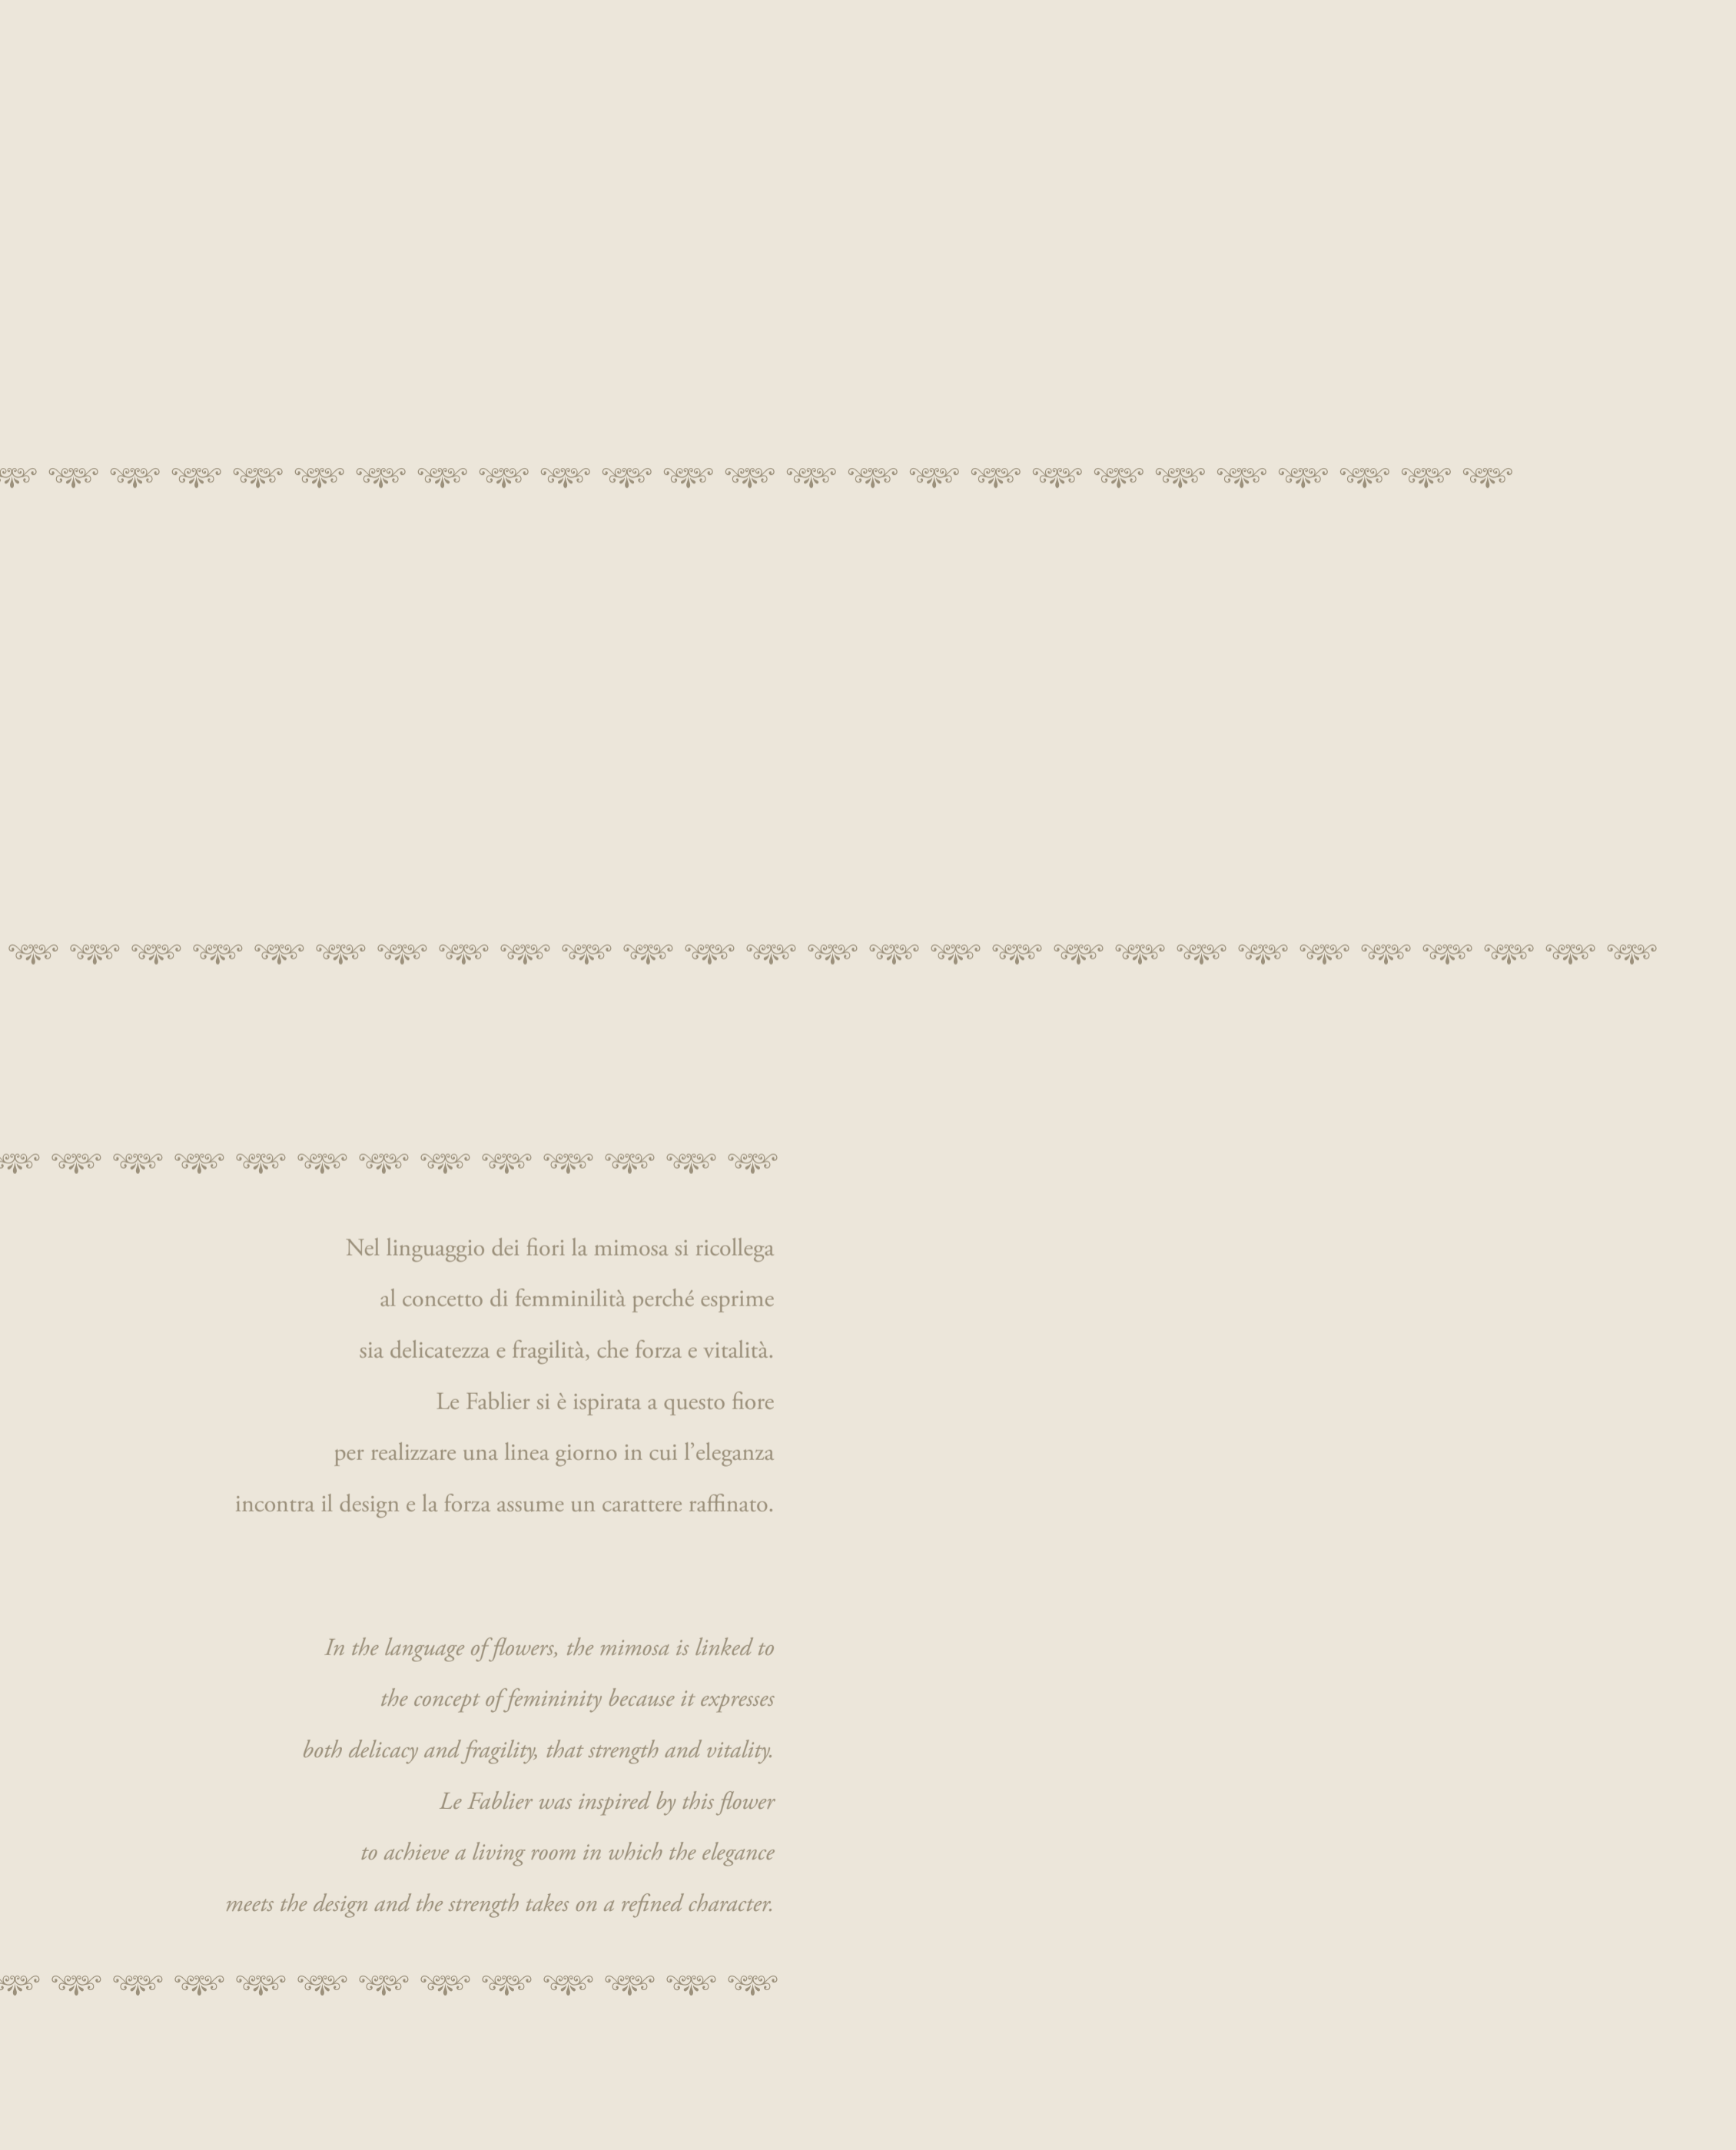 Nel linguaggio dei fiori la mimosa si ricollega
al concetto di femminilità perché esprime
sia delicatezza e fragilità, che forza e vitalità.
Le Fablier si è ispirata a questo fiore
per realizzare una linea giorno in cui l’eleganza
incontra il design e la forza assume un carattere raffinato.
In the language of flowers, the mimosa is linked to
the concept of femininity because it expresses
both delicacy and fragility, that strength and vitality.
Le Fablier was inspired by this flower
to achieve a living room in which the elegance
meets the design and the strength takes on a refined character.